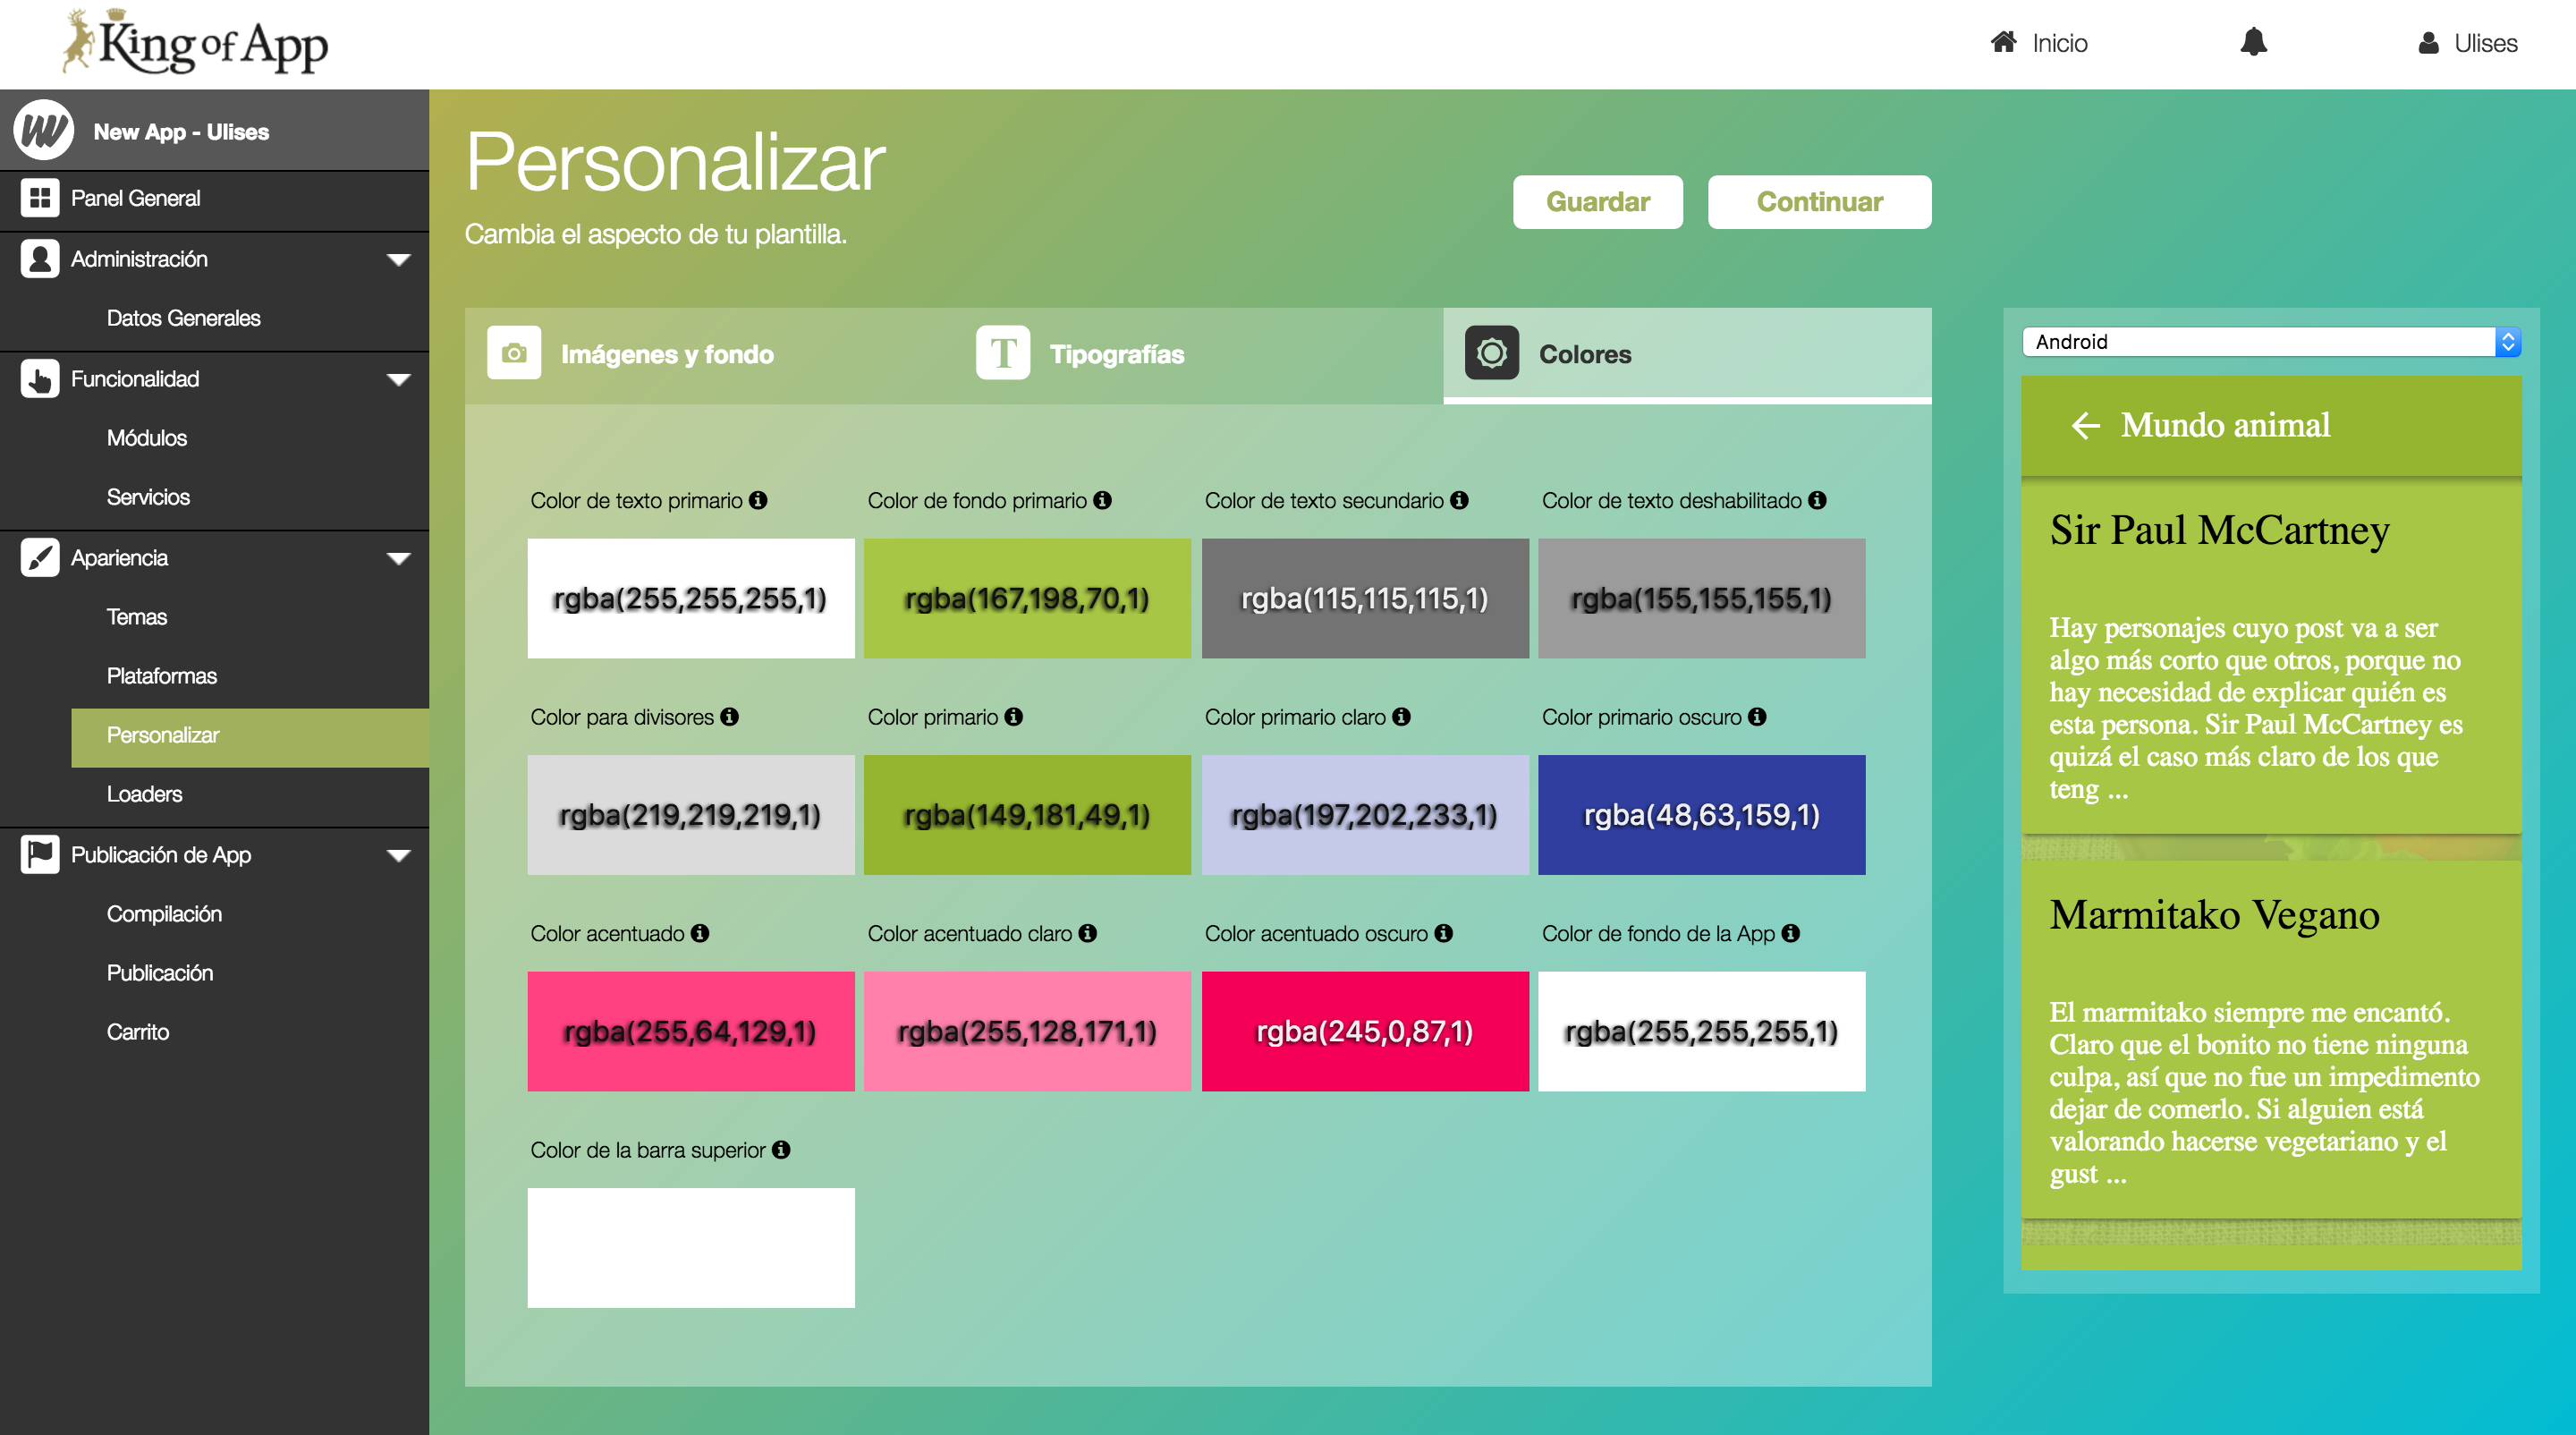 King of App
Inicio
Ulises
New App - Ulises
Panel General
Administración
Datos Generales
Funcionalidad
Módulos
Servicios
Apariencia
Temas
Plataformas
Personalizar
Loaders
Publicación de App
Compilación
Publicación
Carrito
Personalizar
Cambia el aspecto de tu plantilla.
Guardar
Continuar
Imágenes y fondo
T Tipografías
Colores
Color de texto primario
Color de fondo primario
Color de texto secundario
Color de texto deshabilitado
rgba(255,255,255,1)
rgba(167,198,70,1)
rgba(115,115,115,1)
rgba(155,155,155,1)
Color para divisores
Color primario
Color primario claro
Color primario oscuro
rgba(219,219,219,1)
rgba(149,181,49,1)
rgba(197,202,233,1)
rgba(48,63,159,1)
Color acentuado
Color acentuado claro
Color acentuado oscuro
Color de fondo de la App
rgba(255,64,129,1)
rgba(255,128,171,1)
rgba(245,0,87,1)
rgba(255,255,255,1)
Color de la barra superior
Android
Mundo animal
Sir Paul McCartney
Hay personajes cuyo post va a ser
algo más corto que otros, porque no
hay necesidad de explicar quién es
esta persona. Sir Paul McCartney es
quizá el caso más claro de los que
teng ...
Marmitako Vegano
El marmitako siempre me encantó.
Claro que el bonito no tiene ninguna
culpa, así que no fue un impedimento
dejar de comerlo. Si alguien está
valorando hacerse vegetariano y el
gust ...